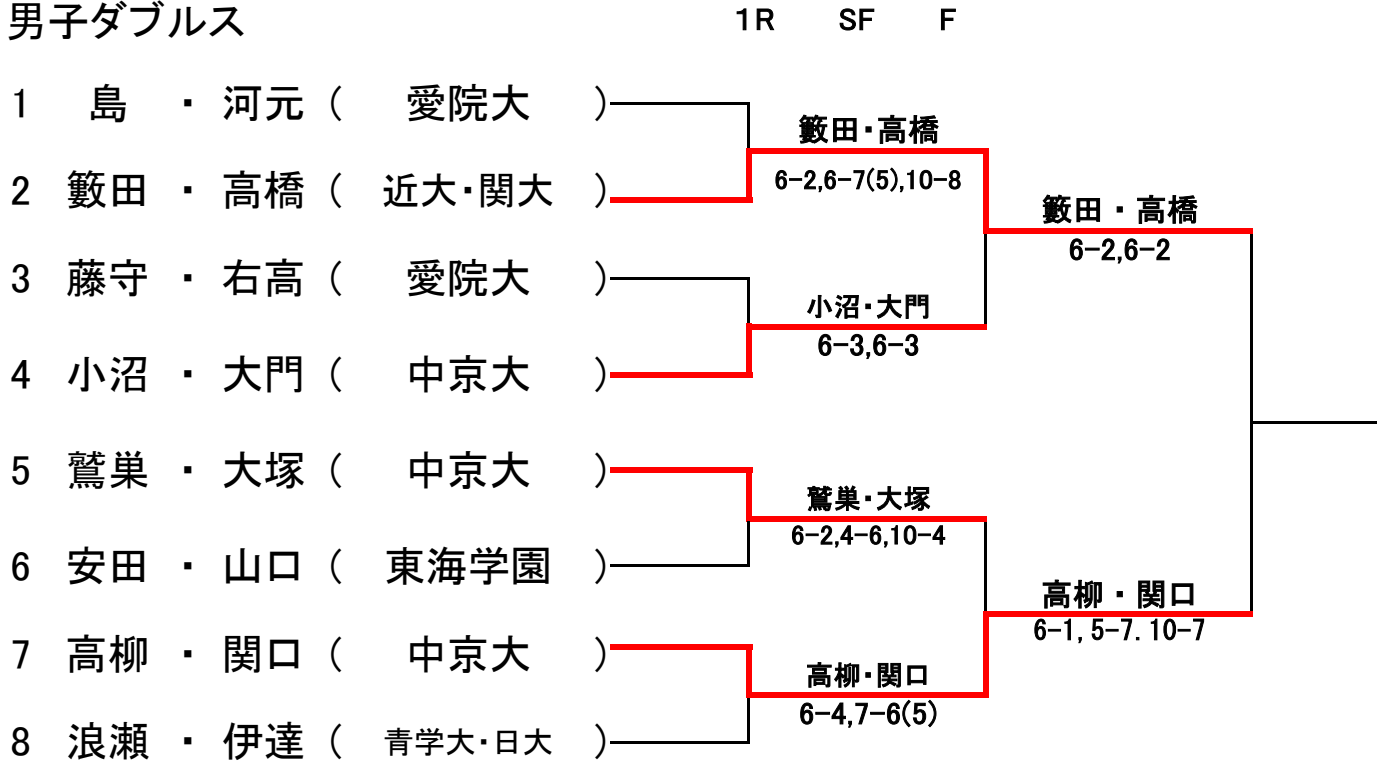 男子ダブルス 1R SF F
1 島 ・ 河元 ( 愛院大 )
籔田・高橋
2 籔田 ・ 高橋 ( 近大・関大 )
6-2,6-7(5),10-8
籔田・高橋
6-2,6-2
3 藤守 ・ 右高 ( 愛院大 )
小沼・大門
6-3,6-3
4 小沼 ・ 大門 ( 中京大 )
5 鷲巣 ・ 大塚 ( 中京大 )
鷲巣・大塚
6-2,4-6,10-4
6 安田 ・ 山口 ( 東海学園 )
高柳・関口
6-1,5-7.10-7
7 高柳 ・ 関口 ( 中京大 )
高柳・関口
6-4,7-6(5)
8 浪瀬 ・ 伊達 ( 青学大・日大 )